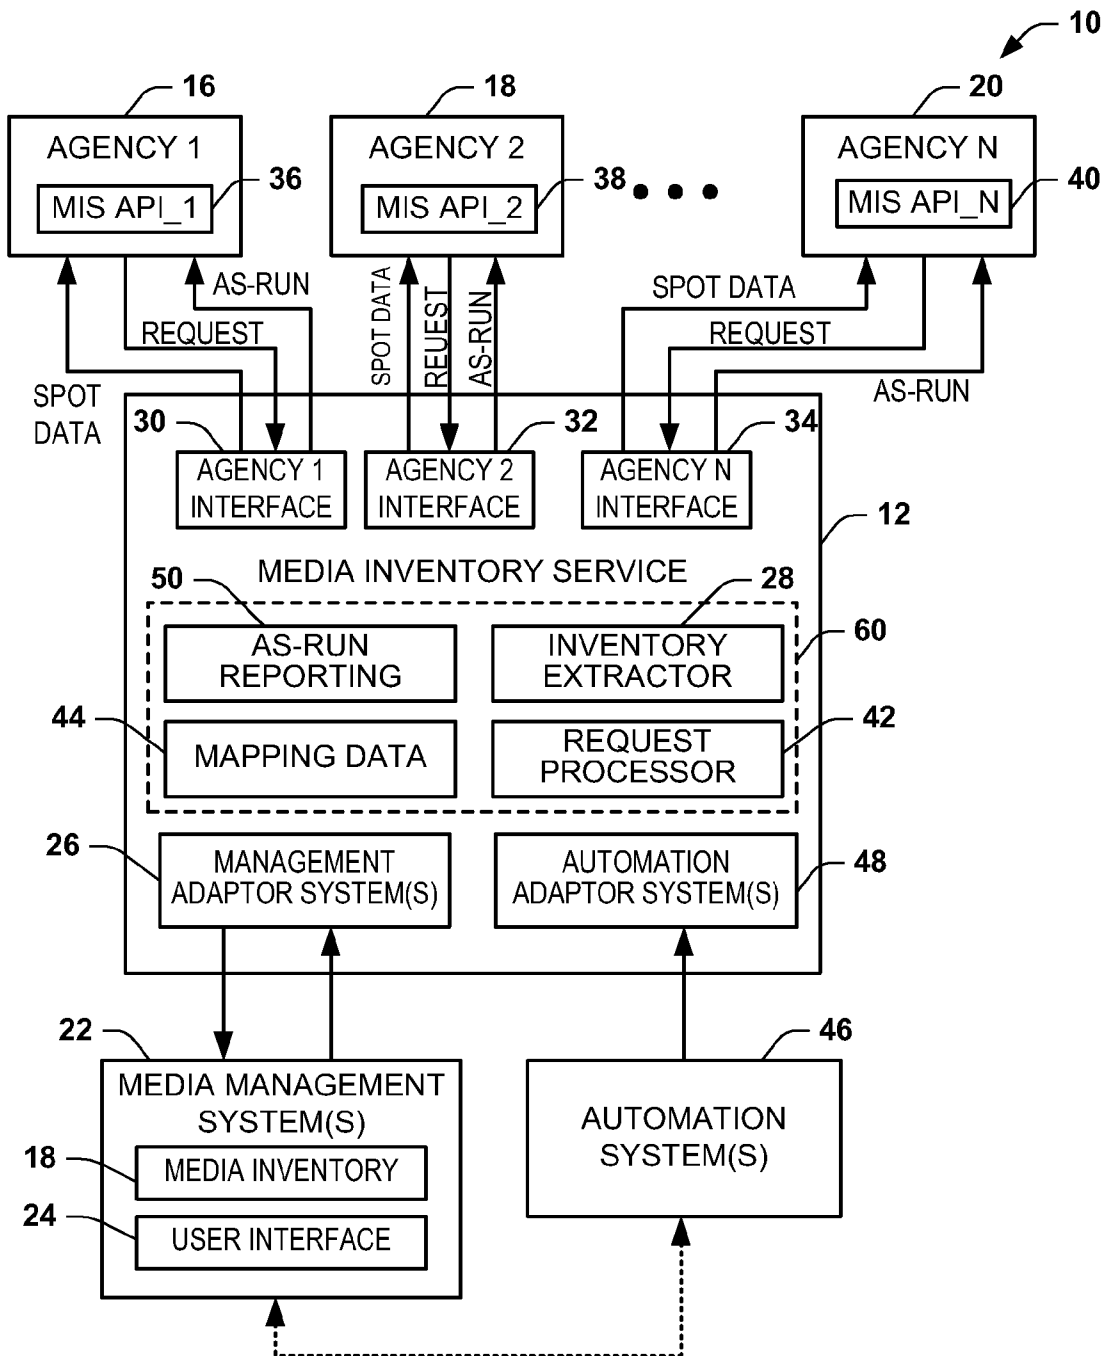 10
16
18
20
AGENCY 1
AGENCY 2
AGENCY N
MIS API_1
36
MIS API_2
38
MIS API_N
40
AS-RUN
REQUEST
SPOT
DATA
SPOT DATA
REUEST
AS-RUN
SPOT DATA
REQUEST
AS-RUN
30
32
34
AGENCY 1
INTERFACE
AGENCY 2
INTERFACE
AGENCY N
INTERFACE
12
MEDIA INVENTORY SERVICE
50
28
60
AS-RUN
REPORTING
INVENTORY
EXTRACTOR
44
42
MAPPING DATA
REQUEST
PROCESSOR
26
48
MANAGEMENT
ADAPTOR SYSTEM(S)
AUTOMATION
ADAPTOR SYSTEM(S)
22
46
MEDIA MANAGEMENT
SYSTEM(S)
18
MEDIA INVENTORY
24
USER INTERFACE
AUTOMATION
SYSTEM(S)